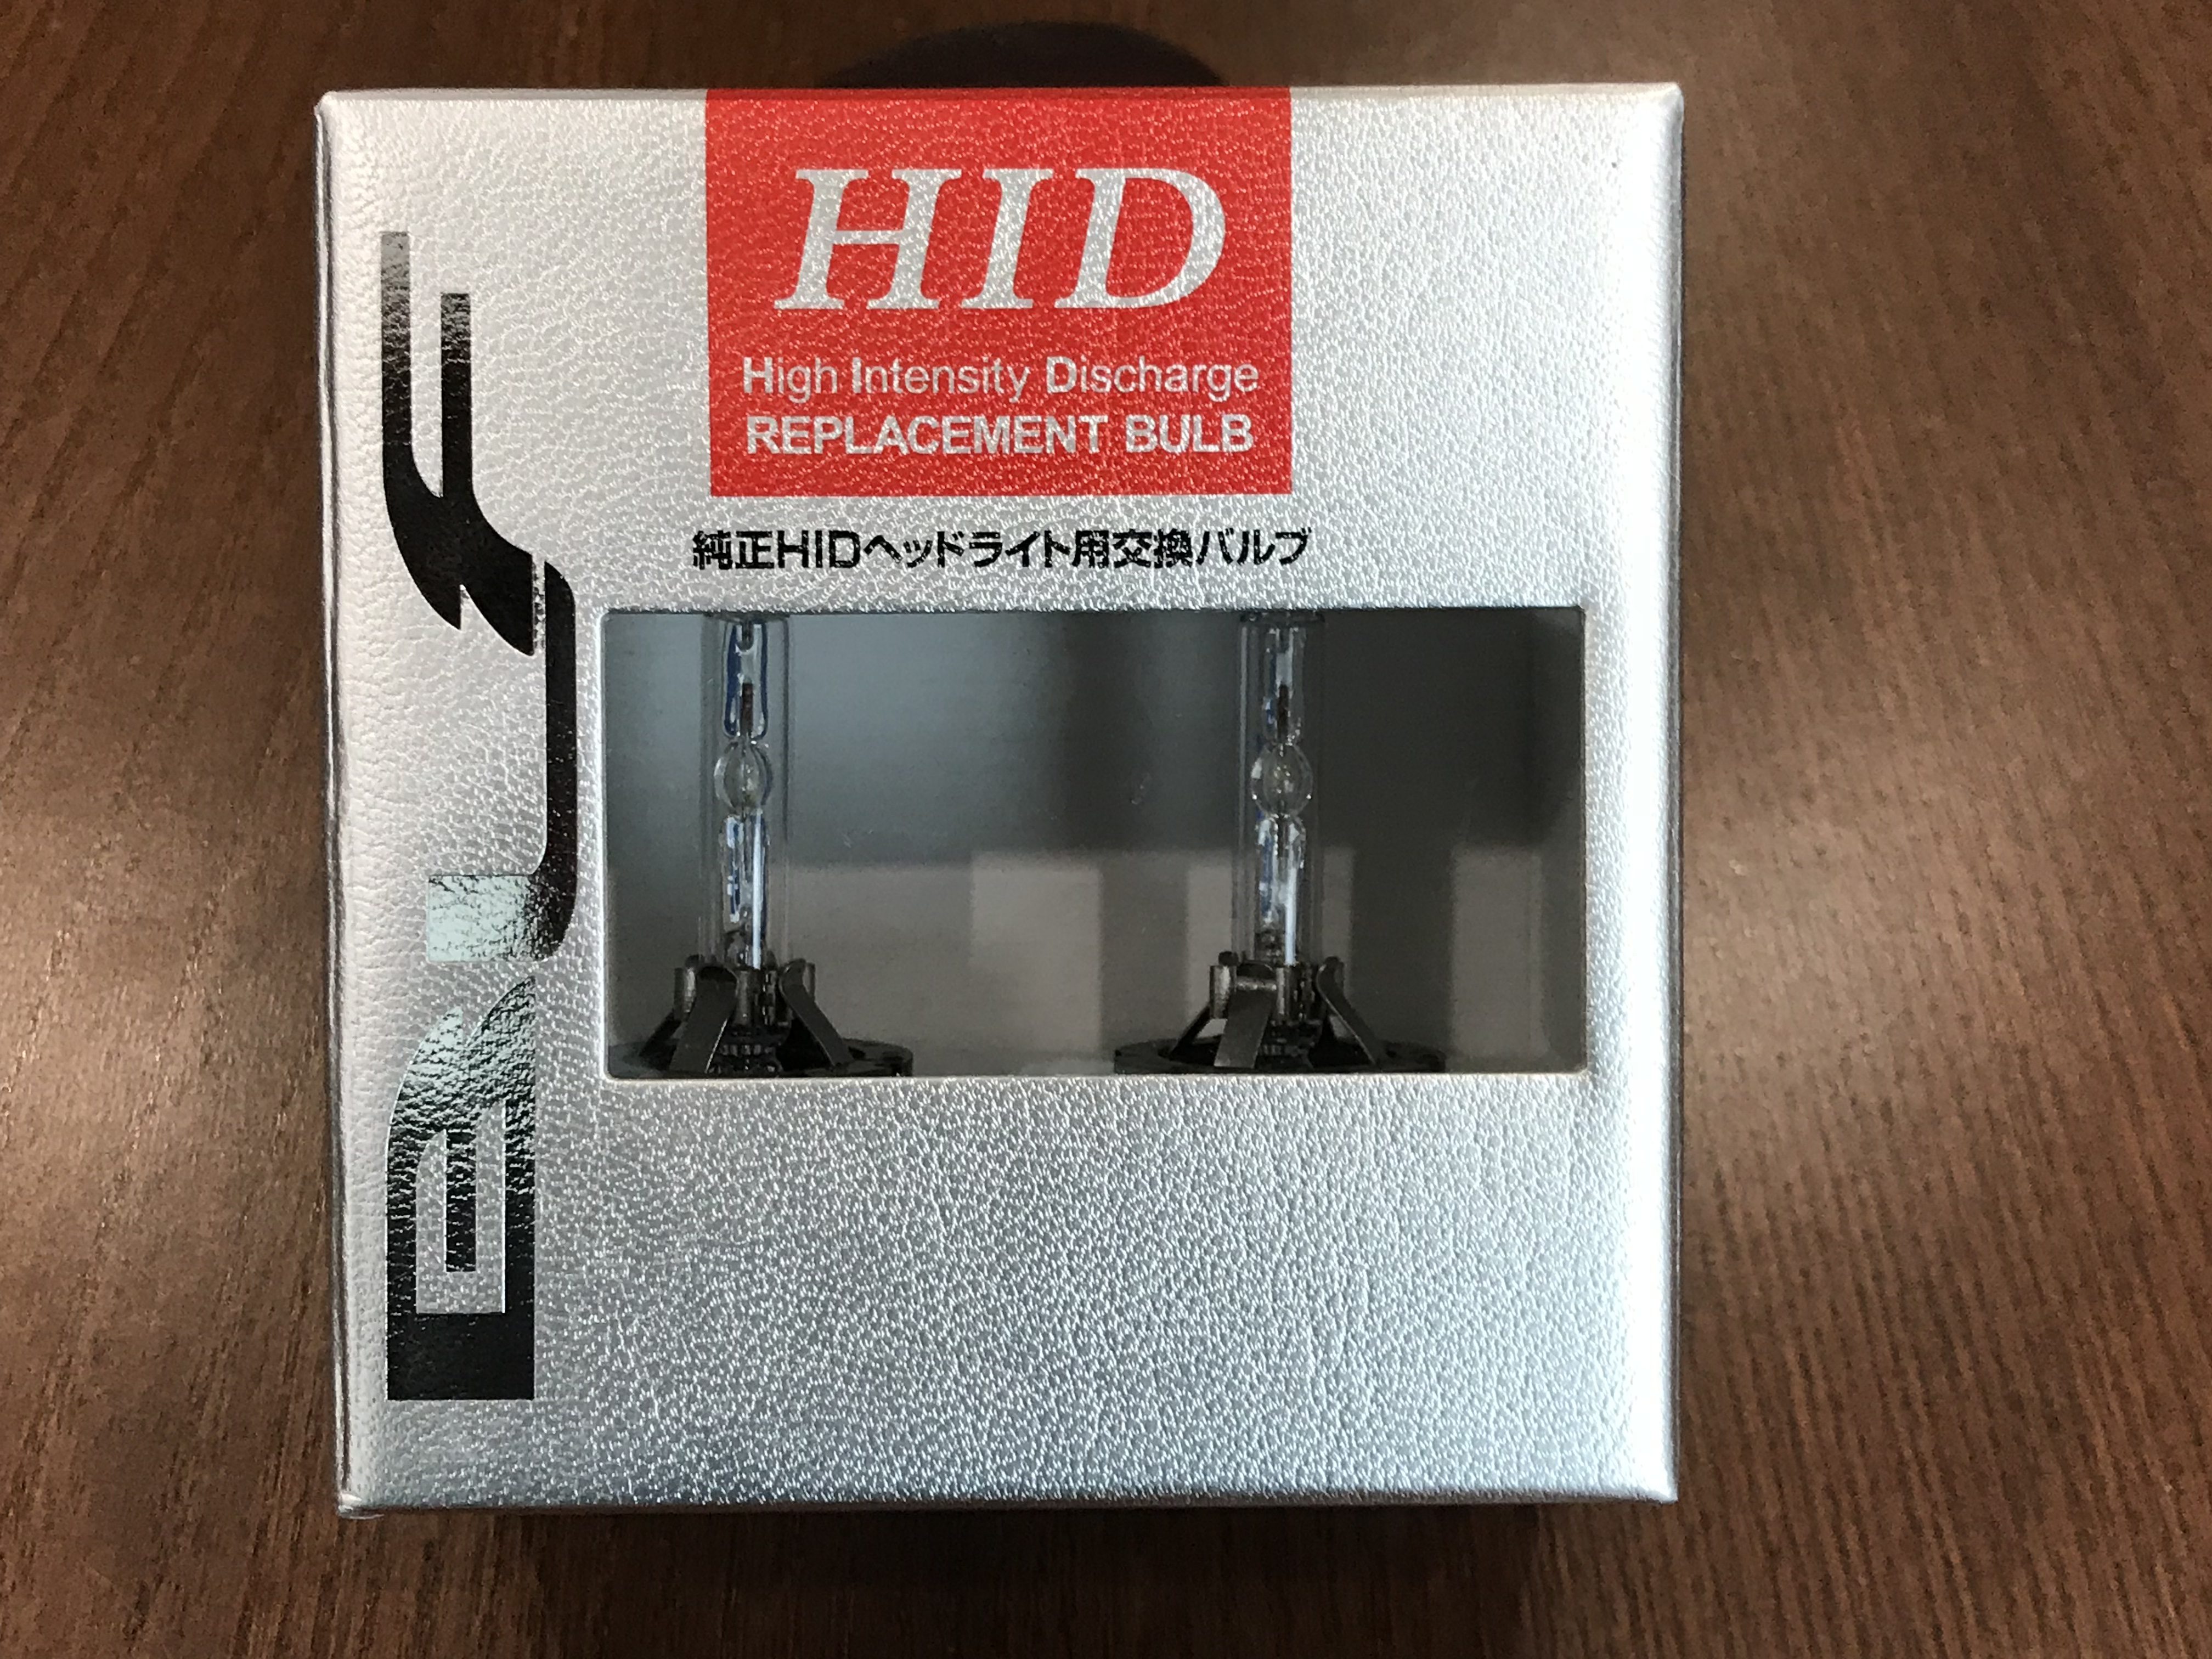 HID
High Intensity Discharge
REPLACEMENT BULB
純正HIDヘッドライト用交換バルブ